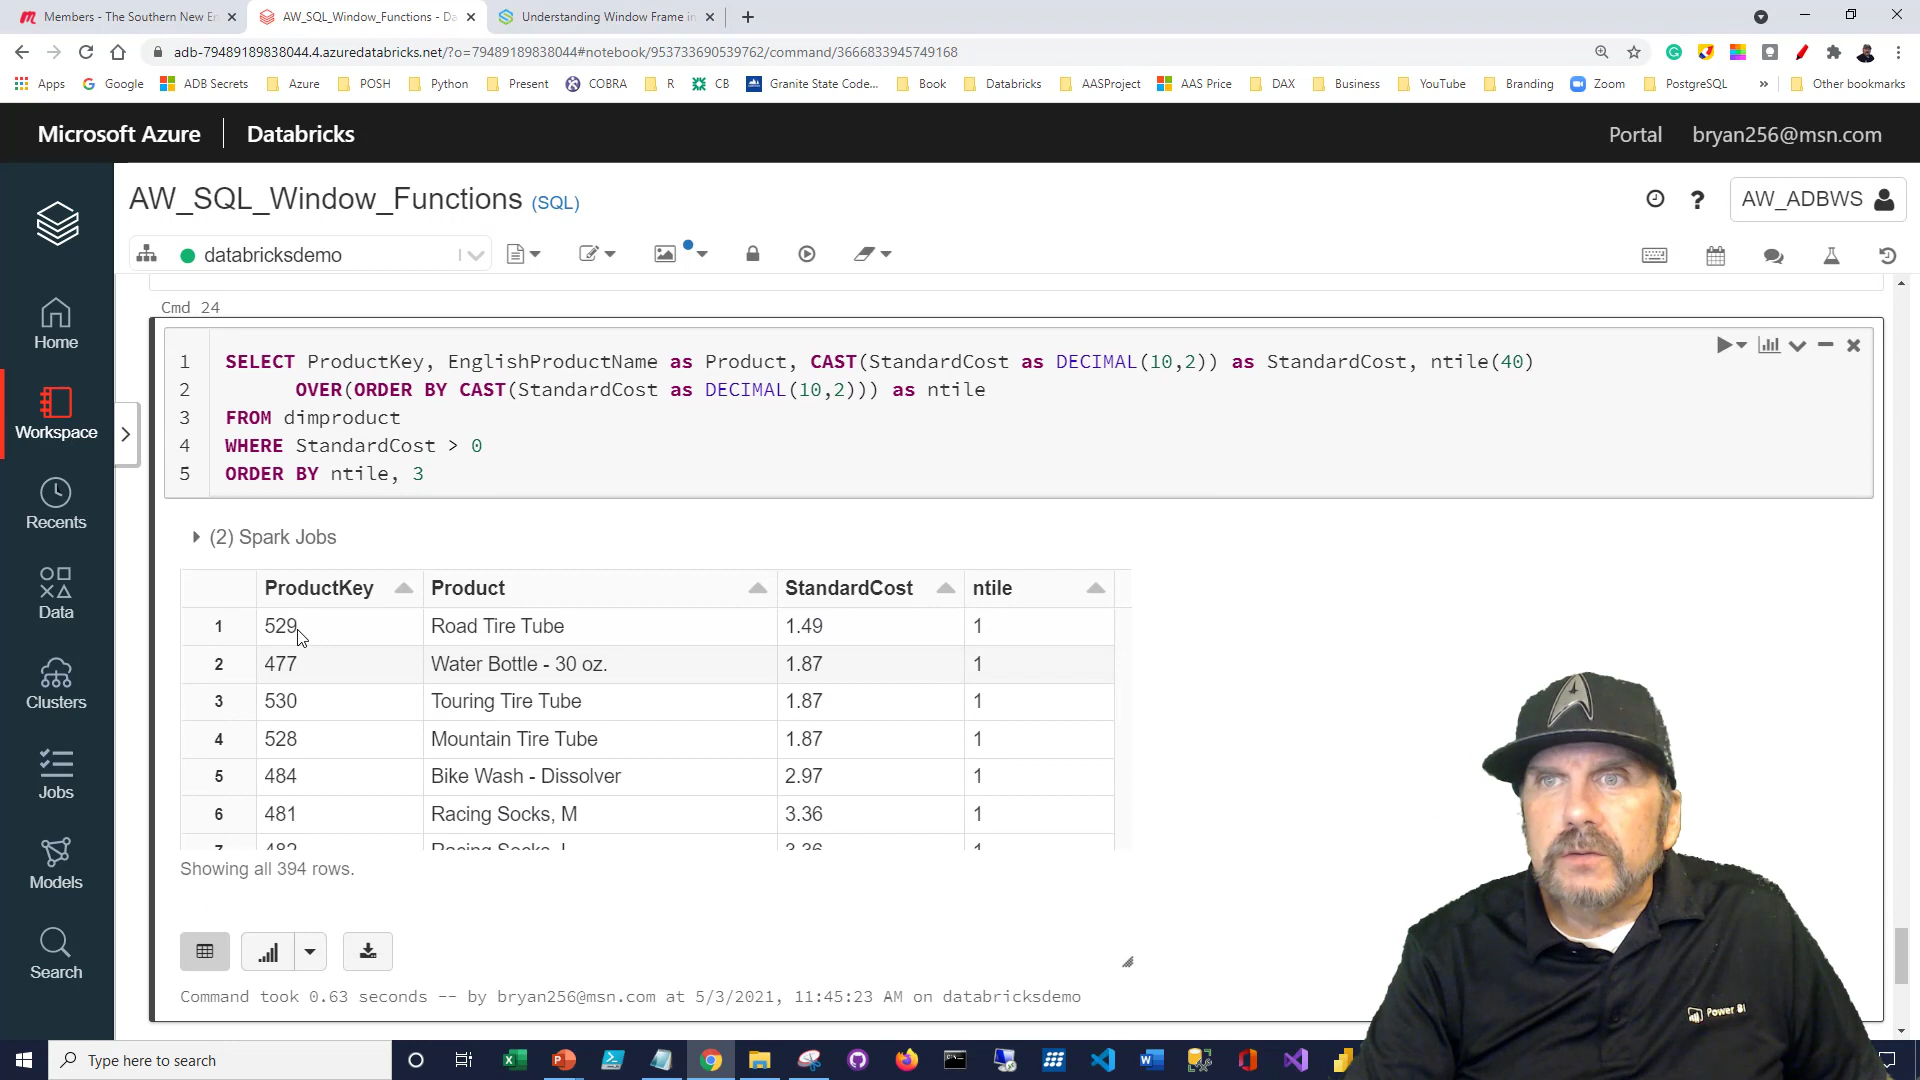 Members - The Southern New En
AW_SQL_Window_Functions - Da
Understanding Window Frame in
adb-79489189838044.4.azuredatabricks.net/?o=79489189838044#notebook/953733690539762/command/3666833945749168
Apps Google ADB Secrets Azure POSH Python Present COBRA R CB Granite State Code... Book Databricks AASProject AAS Price DAX Business YouTube Branding Zoom PostgreSQL » Other bookmarks
Microsoft Azure Databricks Portal bryan256@msn.com
AW_SQL_Window_Functions (SQL) AW_ADBWS
databricksdemo
Home
Workspace
Recents
Data
Clusters
Jobs
Models
Search
Cmd 24
1 SELECT ProductKey, EnglishProductName as Product, CAST(StandardCost as DECIMAL(10,2)) as StandardCost, ntile(40)
2 OVER(ORDER BY CAST(StandardCost as DECIMAL(10,2))) as ntile
3 FROM dimproduct
4 WHERE StandardCost > 0
5 ORDER BY ntile, 3
(2) Spark Jobs
ProductKey Product StandardCost ntile
1 529 Road Tire Tube 1.49 1
2 477 Water Bottle - 30 oz. 1.87 1
3 530 Touring Tire Tube 1.87 1
4 528 Mountain Tire Tube 1.87 1
5 484 Bike Wash - Dissolver 2.97 1
6 481 Racing Socks, M 3.36 1
7 482 Racing Socks, L 3.36 1
Showing all 394 rows.
Command took 0.63 seconds -- by bryan256@msn.com at 5/3/2021, 11:45:23 AM on databricksdemo
Power BI
Type here to search